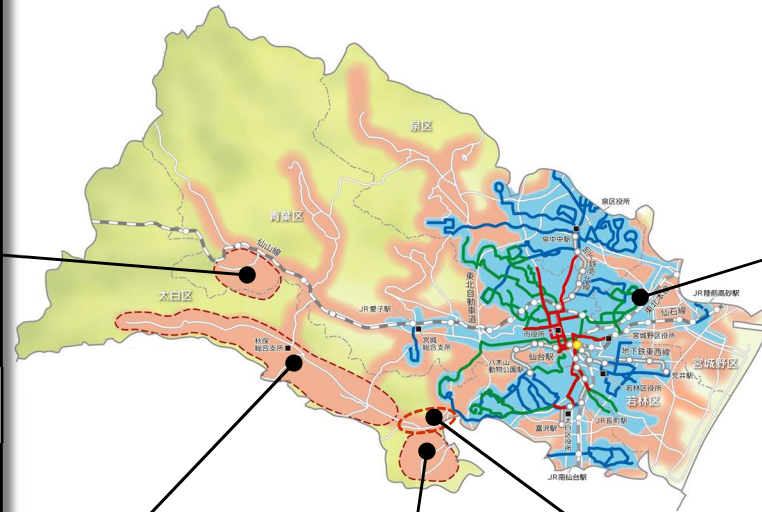 泉区
泉区役所
泉中央駅
青葉区
仙山線
東北自動車道
JR陸前高砂駅
太白区
仙石線
JR愛子駅
市役所
宮城野区役所
宮城
総合支所
秋保
総合支所
仙台駅
地下鉄東西線
宮城野区
八木山
動物公園駅
荒井駅
若林区役所
若林区
富沢駅
太白区役所
JR長町駅
JR南仙台駅